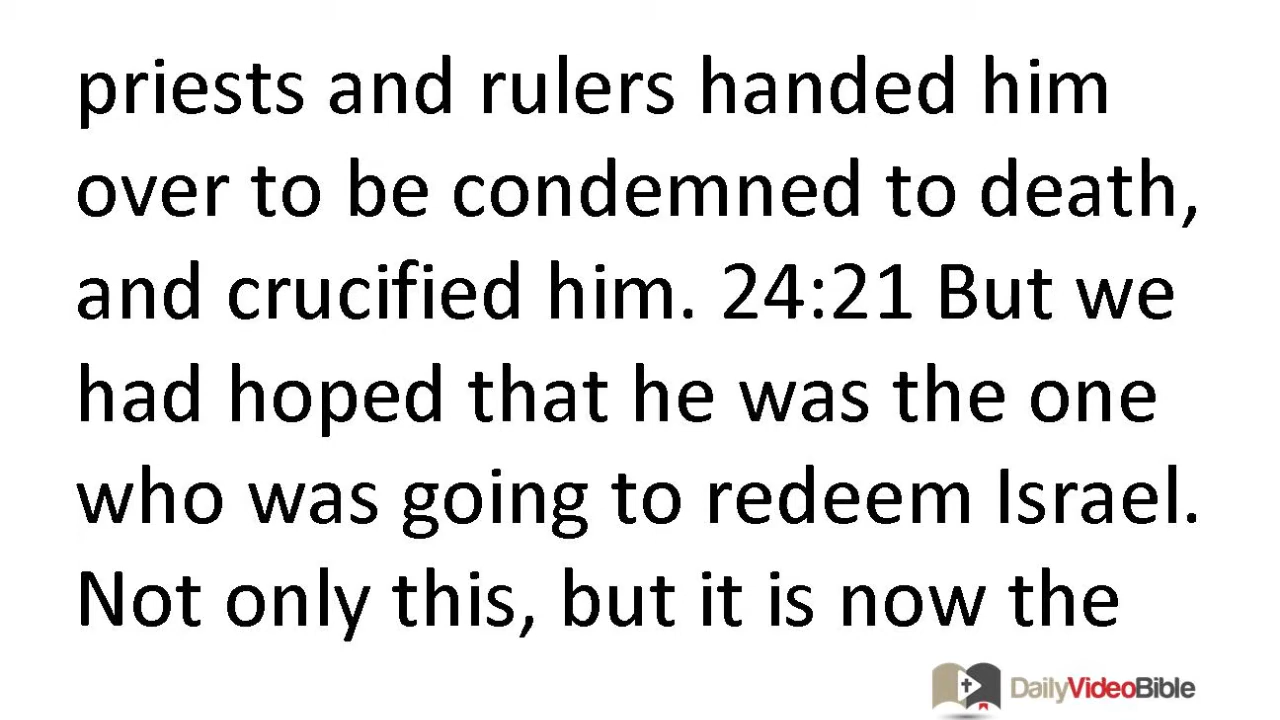 priests and rulers handed him
over to be condemned to death,
and crucified him. 24:21 But we
had hoped that he was the one
who was going to redeem Israel.
Not only this, but it is now the
DailyVideoBible